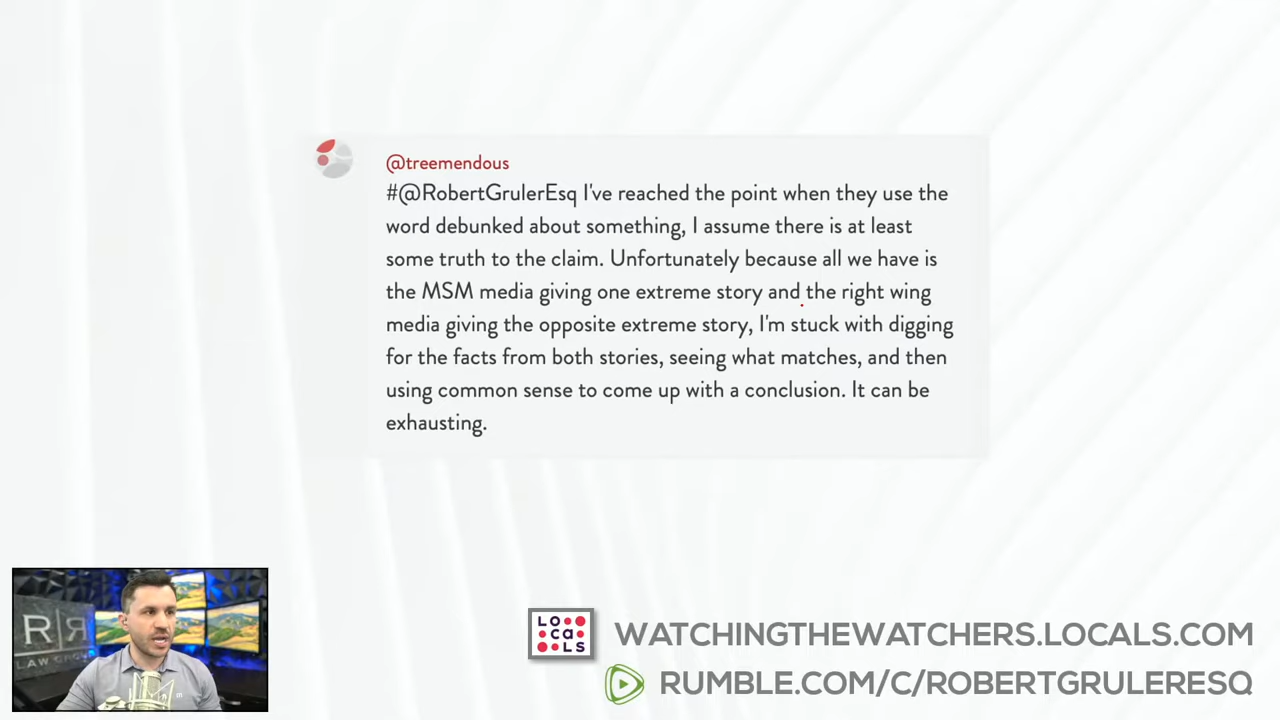 @treemendous
#@RobertGrulerEsq I've reached the point when they use the
word debunked about something, I assume there is at least
some truth to the claim. Unfortunately because all we have is
the MSM media giving one extreme story and the right wing
media giving the opposite extreme story, I'm stuck with digging
for the facts from both stories, seeing what matches, and then
using common sense to come up with a conclusion. It can be
exhausting.
R|R
LAW GROUP
LO
ca
LS
WATCHINGTHEWATCHERS.LOCALS.COM
RUMBLE.COM/C/ROBERTGRULERESQ